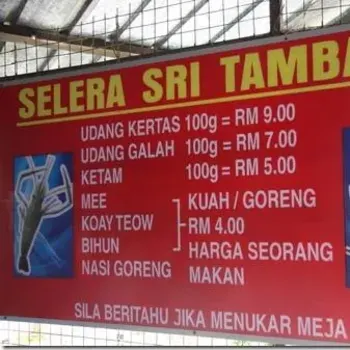 SELERA SRI TAMBA
UDANG KERTAS 100g = RM 9.00
UDANG GALAH 100g = RM 7.00
KETAM 100g = RM 5.00
MEE KUAH / GORENG
KOAY TEOW RM 4.00
BIHUN HARGA SEORANG
NASI GORENG MAKAN
SILA BERITAHU JIKA MENUKAR MEJA